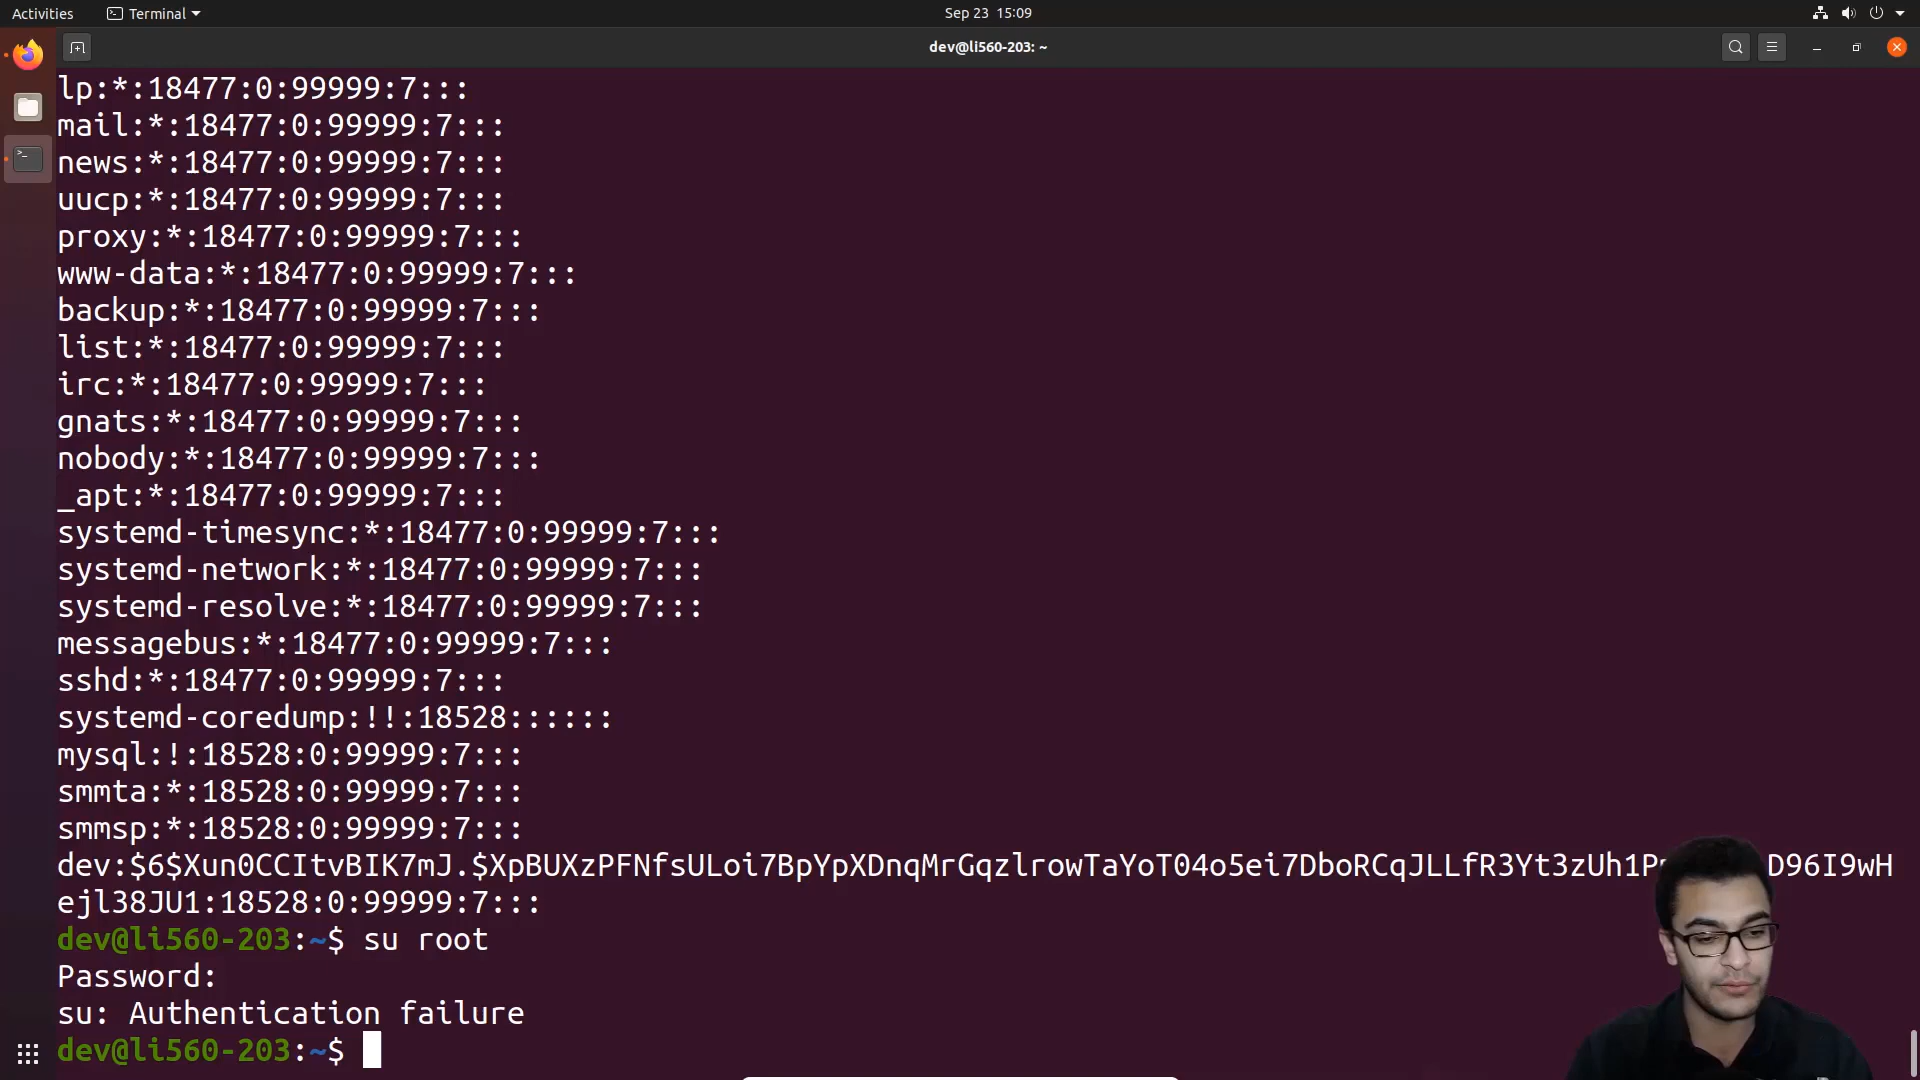 Activities
Terminal
Sep 23 15:09
dev@li560-203: ~
lp:*:18477:0:99999:7:::
mail:*:18477:0:99999:7:::
news:*:18477:0:99999:7:::
uucp:*:18477:0:99999:7:::
proxy:*:18477:0:99999:7:::
www-data:*:18477:0:99999:7:::
backup:*:18477:0:99999:7:::
list:*:18477:0:99999:7:::
irc:*:18477:0:99999:7:::
gnats:*:18477:0:99999:7:::
nobody:*:18477:0:99999:7:::
_apt:*:18477:0:99999:7:::
systemd-timesync:*:18477:0:99999:7:::
systemd-network:*:18477:0:99999:7:::
systemd-resolve:*:18477:0:99999:7:::
messagebus:*:18477:0:99999:7:::
sshd:*:18477:0:99999:7:::
systemd-coredump:!!:18528::::::
mysql:!:18528:0:99999:7:::
smmta:*:18528:0:99999:7:::
smmsp:*:18528:0:99999:7:::
dev:$6$Xun0CCItvBIK7mJ.$XpBUXzPFNfsULoi7BpYpXDnqMrGqzlrowTaYoT04o5ei7DboRCqJLLfR3Yt3zUh1P D96I9wH
ejl38JU1:18528:0:99999:7:::
dev@li560-203:~$ su root
Password:
su: Authentication failure
dev@li560-203:~$